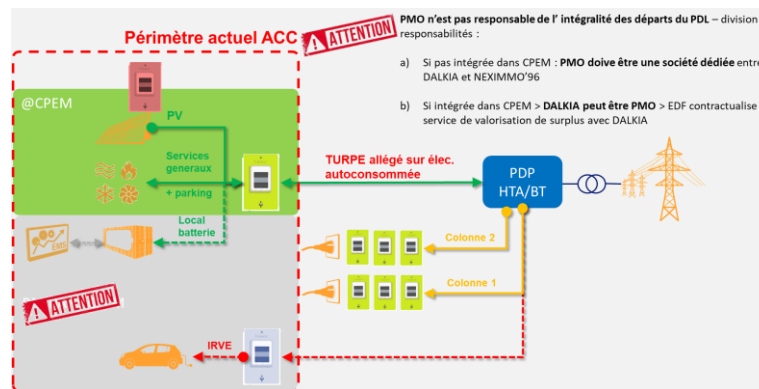 PMO n'est pas responsable de l' intégralité des départs du PDL – division
responsabilités :
Périmètre actuel ACC
ATTENTION
a) Si pas intégrée dans CPEM : PMO doive être une société dédiée entre
DALKIA et NEXIMMO'96
b) Si intégrée dans CPEM > DALKIA peut être PMO > EDF contractualise
service de valorisation de surplus avec DALKIA
@CPEM
PV
Services
generaux
+ parking
TURPE allégé sur élec.
autoconsommée
PDP
HTA/BT
Local
batterie
EMS
Colonne 2
Colonne 1
ATTENTION
IRVE